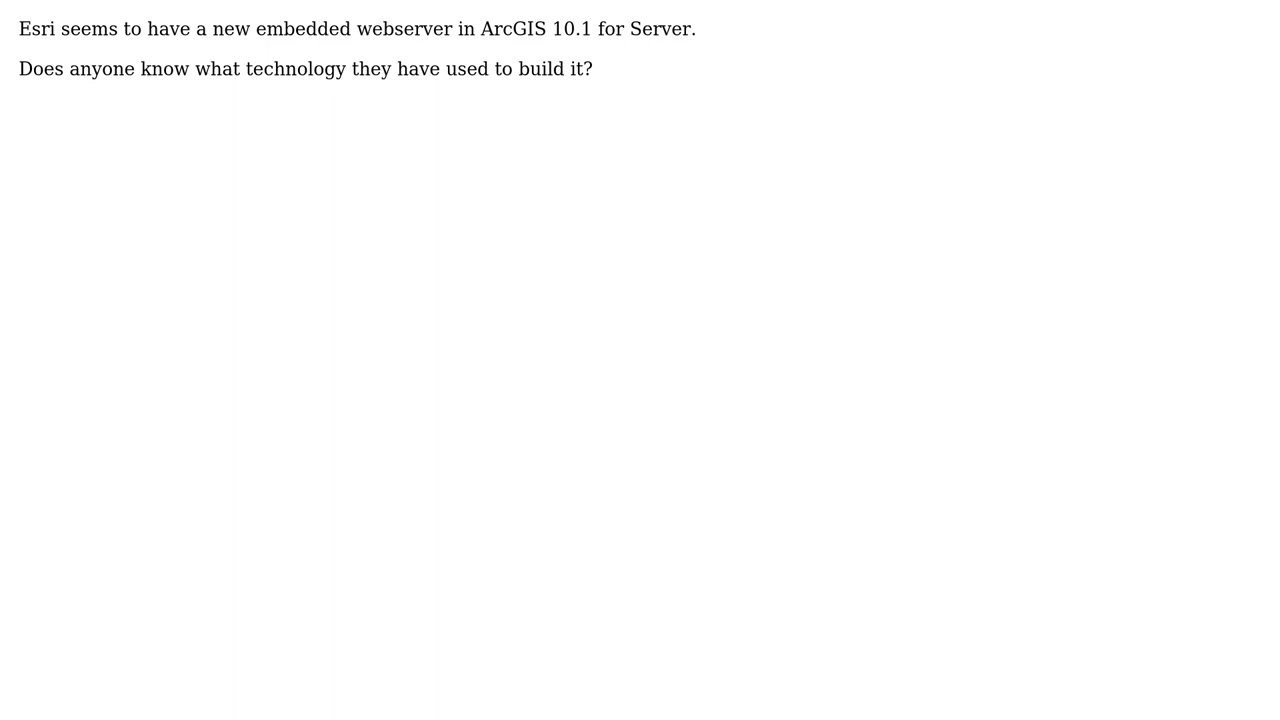 Esri seems to have a new embedded webserver in ArcGIS 10.1 for Server.
Does anyone know what technology they have used to build it?